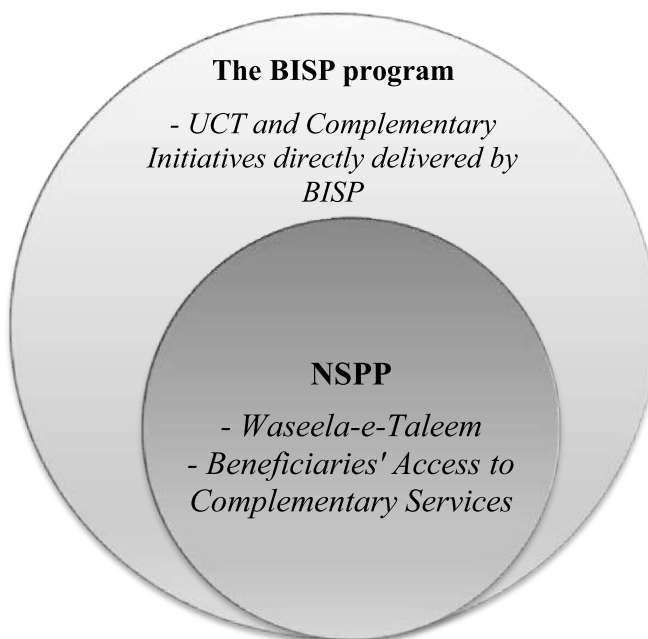 The BISP program
- UCT and Complementary
Initiatives directly delivered by
BISP
NSPP
- Waseela-e-Taleem
- Beneficiaries' Access to
Complementary Services